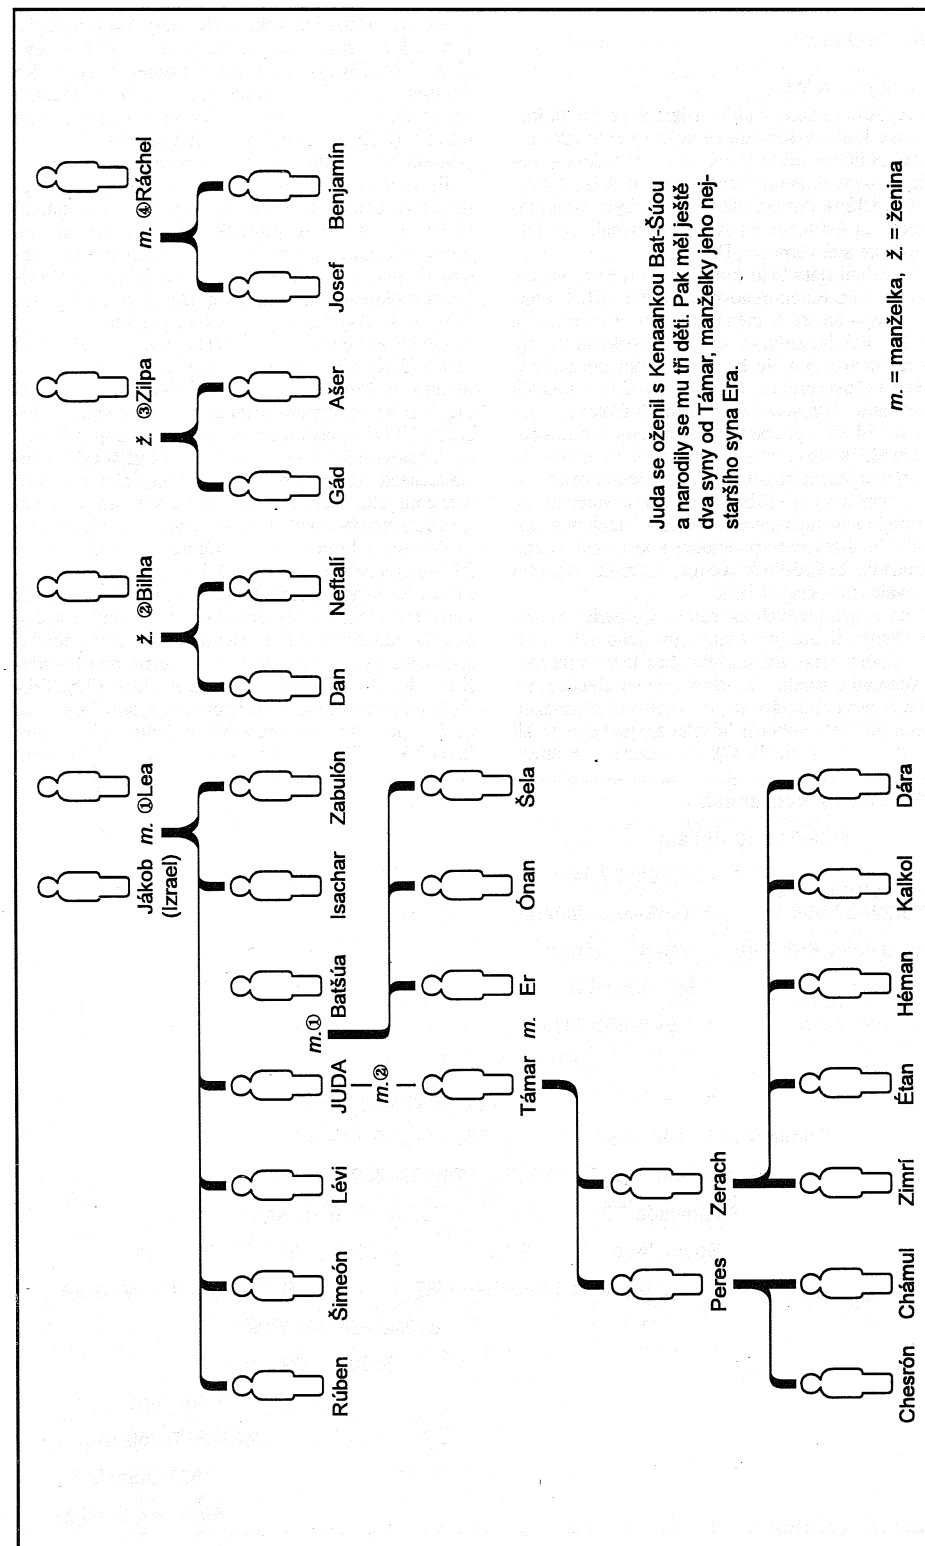 Jákob m. ①Lea ž. ②Bilha ž. ③Zilpa m. ④Ráchel
(Izrael)
Rúben Šimeón Lévi JUDA Batšúa Isachar Zabulón Dan Neftalí Gád Ašer Josef Benjamín
m.①
m.②
Támar m. Er Ónan Šela
Juda se oženil s Kenaankou Bat-Šúou
a narodily se mu tři děti. Pak měl ještě
dva syny od Támar, manželky jeho nej-
staršího syna Era.
Peres Zerach
Chesrón Chámul Zimrí Étan Héman Kalkol Dára
m. = manželka, ž. = ženina